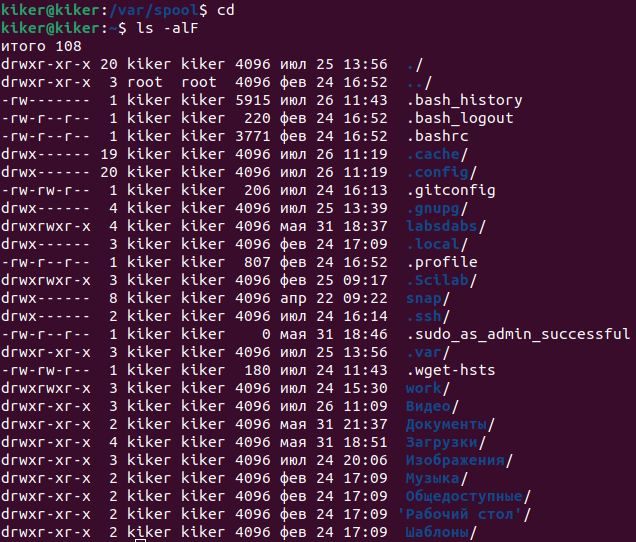 kiker@kiker:/var/spool$ cd
kiker@kiker:~$ ls -alF
итого 108
drwxr-xr-x 20 kiker kiker 4096 июл 25 13:56 ./
drwxr-xr-x 3 root root 4096 фев 24 16:52 ../
-rw------- 1 kiker kiker 5915 июл 26 11:43 .bash_history
-rw-r--r-- 1 kiker kiker 220 фев 24 16:52 .bash_logout
-rw-r--r-- 1 kiker kiker 3771 фев 24 16:52 .bashrc
drwx------ 19 kiker kiker 4096 июл 26 11:19 .cache/
drwx------ 20 kiker kiker 4096 июл 26 11:19 .config/
-rw-rw-r-- 1 kiker kiker 206 июл 24 16:13 .gitconfig
drwx------ 4 kiker kiker 4096 июл 25 13:39 .gnupg/
drwxrwxr-x 4 kiker kiker 4096 мая 31 18:37 labsdabs/
drwx------ 3 kiker kiker 4096 фев 24 17:09 .local/
-rw-r--r-- 1 kiker kiker 807 фев 24 16:52 .profile
drwxrwxr-x 3 kiker kiker 4096 фев 25 09:17 .Scilab/
drwx------ 8 kiker kiker 4096 апр 22 09:22 snap/
drwx------ 2 kiker kiker 4096 июл 24 16:14 .ssh/
-rw-r--r-- 1 kiker kiker 0 мая 31 18:46 .sudo_as_admin_successful
drwxr-xr-x 3 kiker kiker 4096 июл 25 13:56 .var/
-rw-rw-r-- 1 kiker kiker 180 июл 24 11:43 .wget-hsts
drwxrwxr-x 3 kiker kiker 4096 июл 24 15:30 work/
drwxr-xr-x 3 kiker kiker 4096 июл 26 11:09 Видео/
drwxr-xr-x 2 kiker kiker 4096 мая 31 21:37 Документы/
drwxr-xr-x 4 kiker kiker 4096 мая 31 18:51 Загрузки/
drwxr-xr-x 3 kiker kiker 4096 июл 24 20:06 Изображения/
drwxr-xr-x 2 kiker kiker 4096 фев 24 17:09 Музыка/
drwxr-xr-x 2 kiker kiker 4096 фев 24 17:09 Общедоступные/
drwxr-xr-x 2 kiker kiker 4096 фев 24 17:09 'Рабочий стол'/
drwxr-xr-x 2 kiker kiker 4096 фев 24 17:09 Шаблоны/